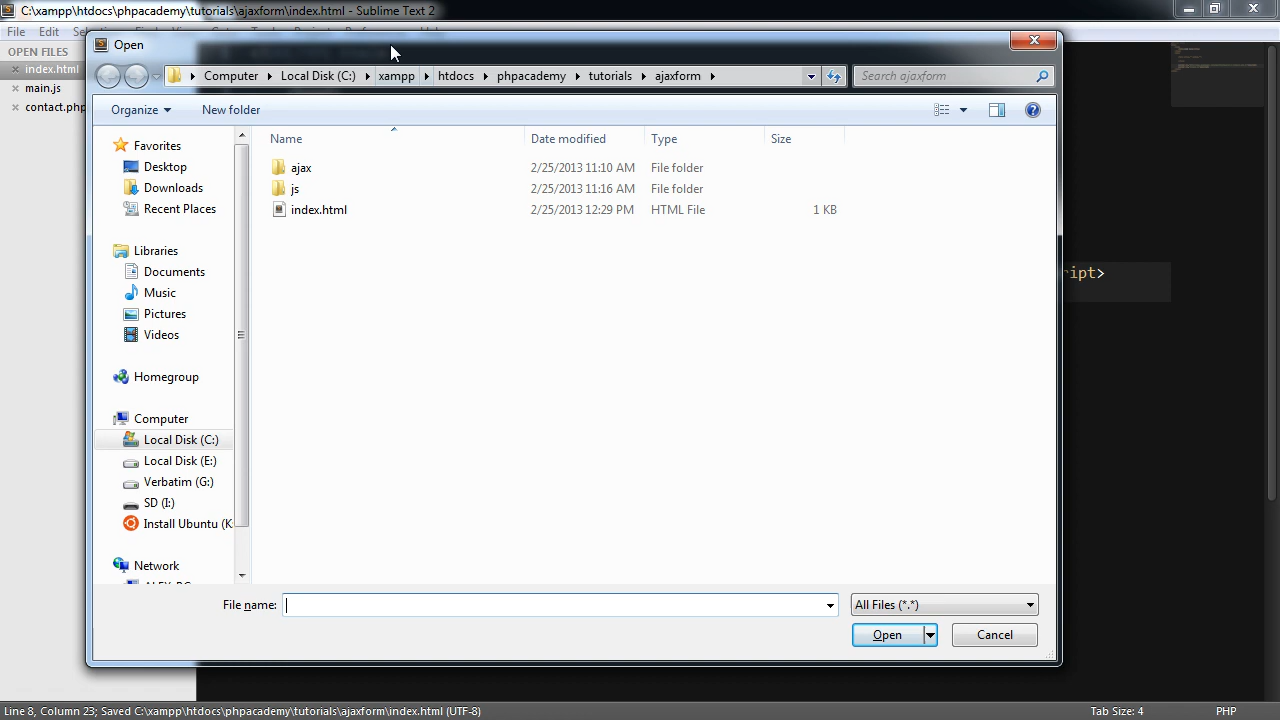 C:\xampp\htdocs\phpacademy\tutorials\ajaxform\index.html - Sublime Text 2
File Edit
OPEN FILES
index.html
main.js
contact.php
Open
Computer Local Disk (C:) xampp htdocs phpacademy tutorials ajaxform
Search ajaxform
Organize New folder
Name Date modified Type Size
ajax 2/25/2013 11:10 AM File folder
js 2/25/2013 11:16 AM File folder
index.html 2/25/2013 12:29 PM HTML File 1 KB
Favorites
Desktop
Downloads
Recent Places
Libraries
Documents
Music
Pictures
Videos
Homegroup
Computer
Local Disk (C:)
Local Disk (E:)
Verbatim (G:)
SD (I:)
Install Ubuntu (K
Network
ript>
File name:
All Files (*.*)
Open Cancel
Line 8, Column 23; Saved C:\xampp\htdocs\phpacademy\tutorials\ajaxform\index.html (UTF-8)
Tab Size: 4 PHP